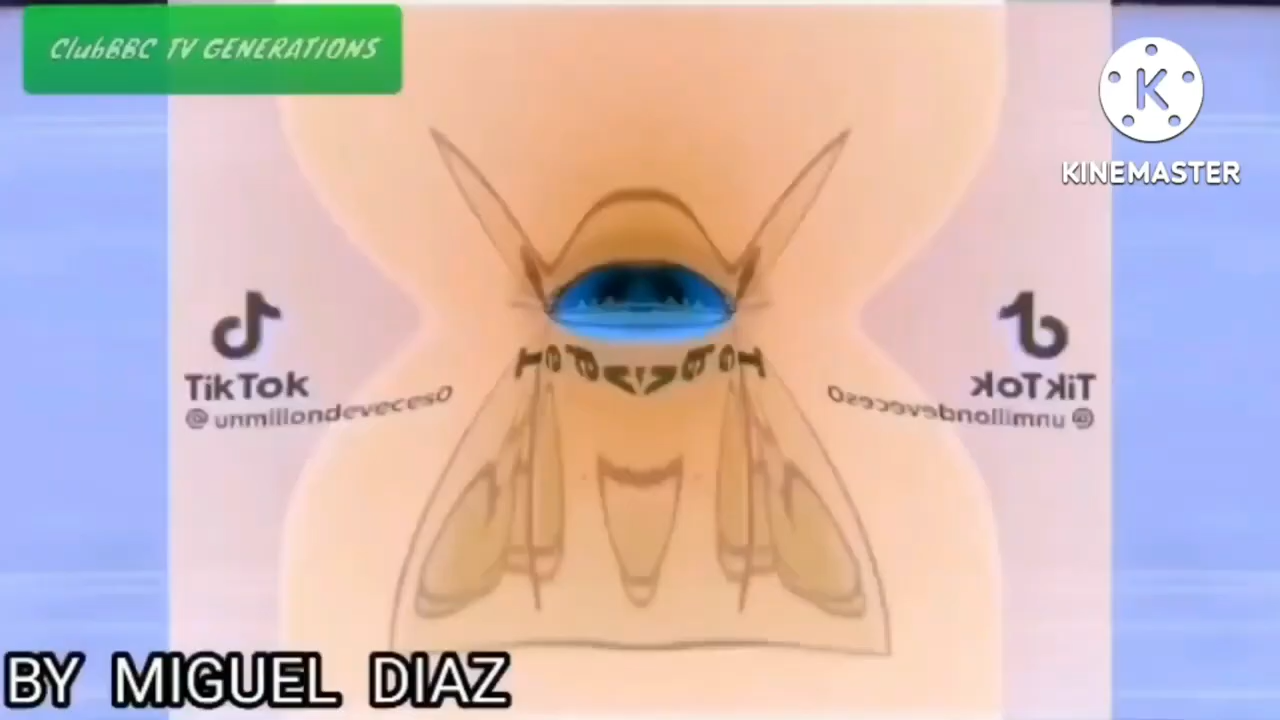 ClubBBC TV GENERATIONS
KINEMASTER
TikTok
@unmillondeveces0
TikTok
@unmillondeveces0
BY MIGUEL DIAZ